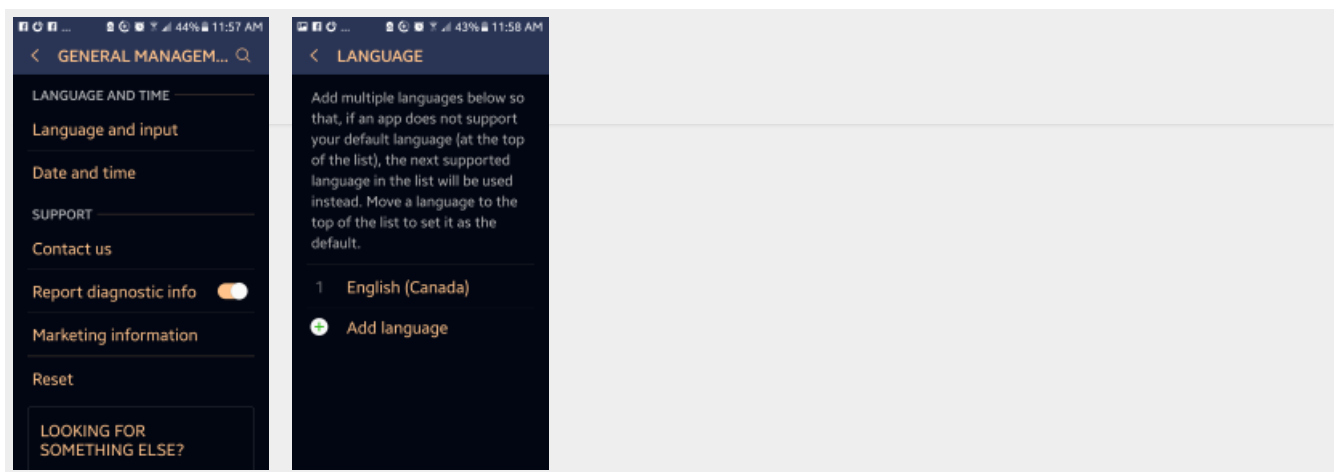 44% 11:57 AM
GENERAL MANAGEM...
LANGUAGE AND TIME
Language and input
Date and time
SUPPORT
Contact us
Report diagnostic info
Marketing information
Reset
LOOKING FOR
SOMETHING ELSE?
43% 11:58 AM
LANGUAGE
Add multiple languages below so
that, if an app does not support
your default language (at the top
of the list), the next supported
language in the list will be used
instead. Move a language to the
top of the list to set it as the
default.
1 English (Canada)
Add language